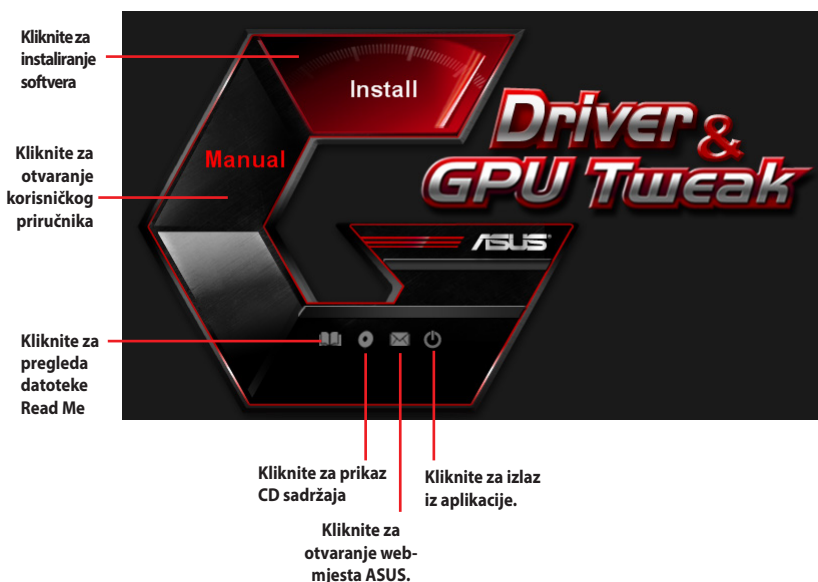 Kliknite za
instaliranje
softvera
Install
Driver &
GPU Tweak
Manual
Kliknite za
otvaranje
korisničkog
priručnika
ASUS
Kliknite za
pregleda
datoteke
Read Me
Kliknite za prikaz
CD sadržaja
Kliknite za izlaz
iz aplikacije.
Kliknite za
otvaranje web-
mjesta ASUS.